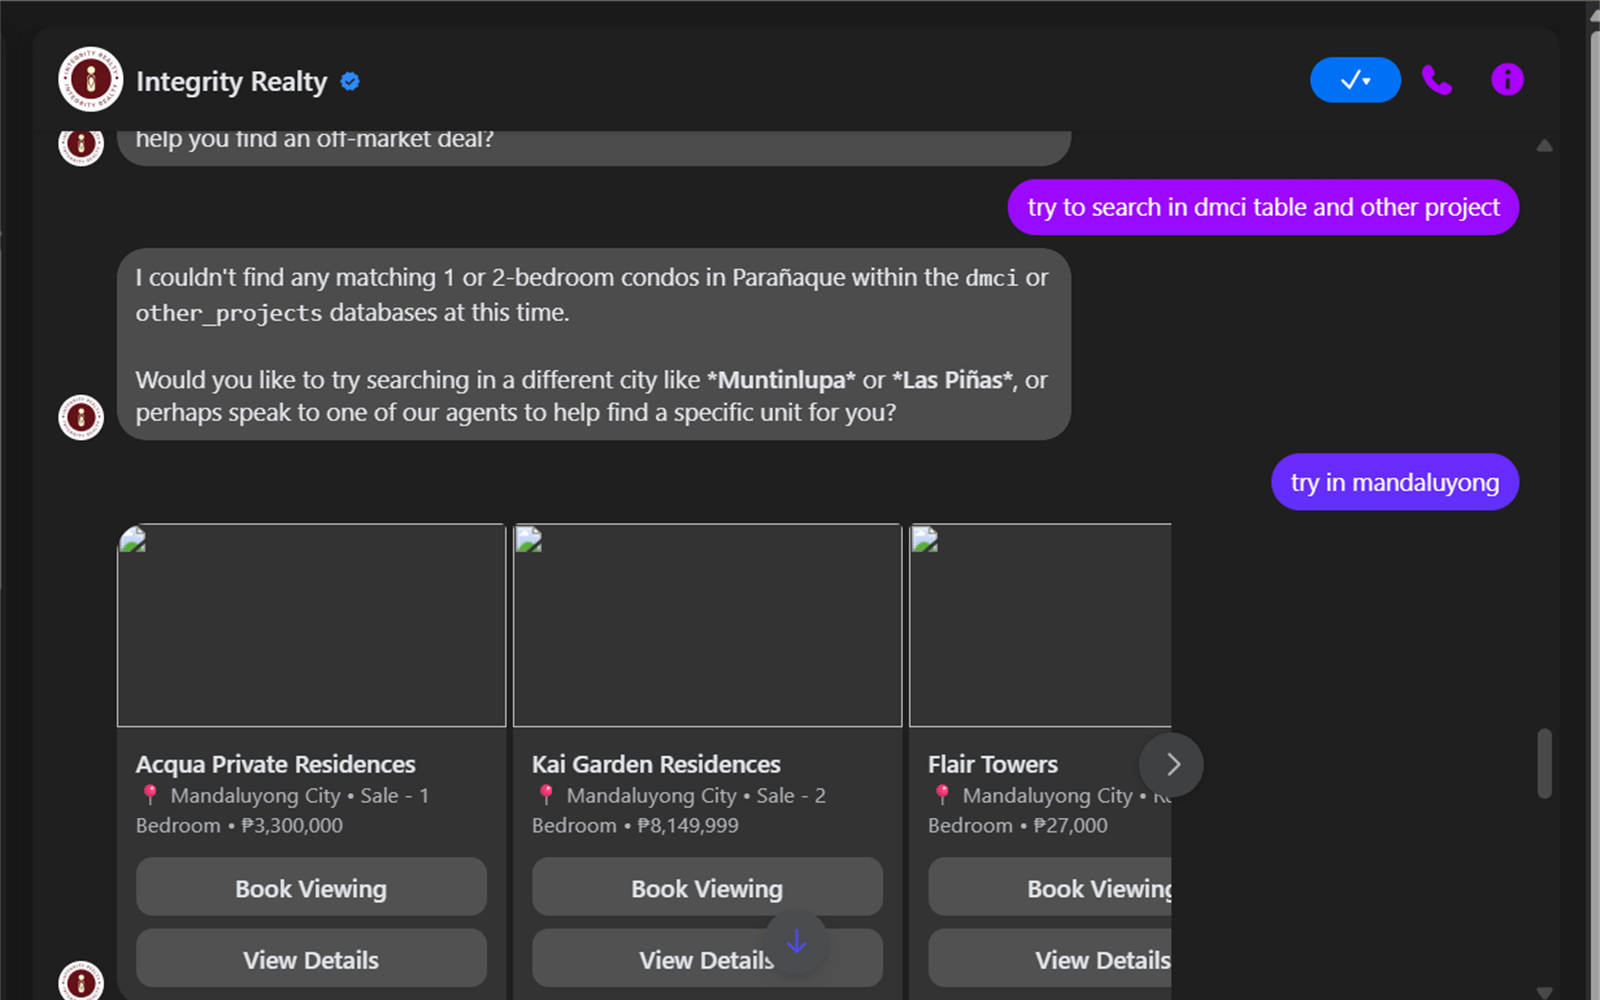 Integrity Realty
help you find an off-market deal?
try to search in dmci table and other project
I couldn't find any matching 1 or 2-bedroom condos in Parañaque within the dmci or
other_projects databases at this time.
Would you like to try searching in a different city like *Muntinlupa* or *Las Piñas*, or
perhaps speak to one of our agents to help find a specific unit for you?
try in mandaluyong
Acqua Private Residences
Mandaluyong City • Sale - 1
Bedroom • ₱3,300,000
Book Viewing
View Details
Kai Garden Residences
Mandaluyong City • Sale - 2
Bedroom • ₱8,149,999
Book Viewing
View Details
Flair Towers
Mandaluyong City •
Bedroom • ₱27,000
Book Viewing
View Details